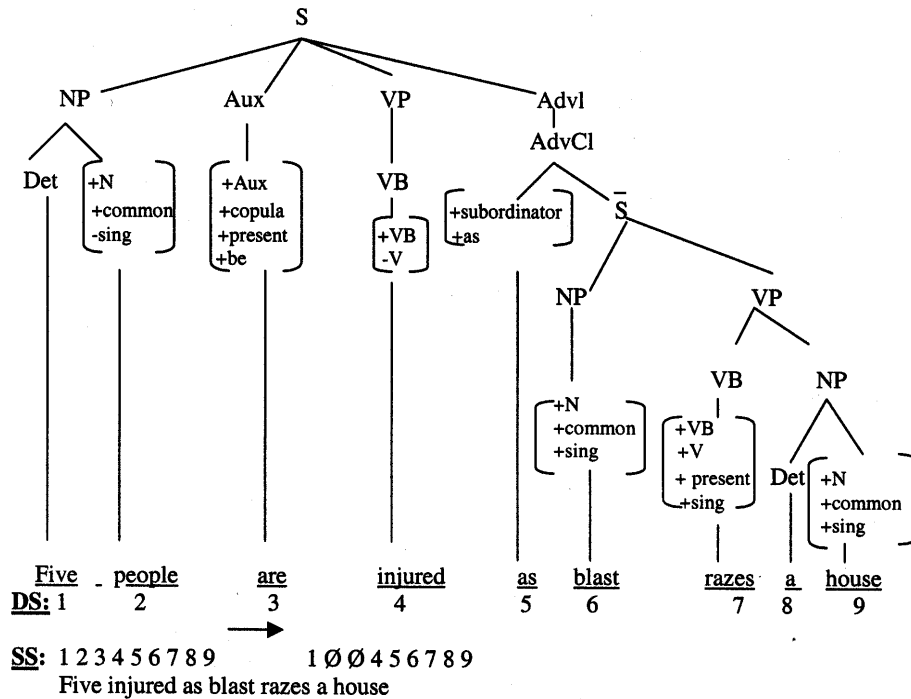 S
NP Aux VP Advl
AdvCl
Det +N +Aux VB +subordinator S̄
+common +copula +as
-sing +present +VB
+be -V
NP VP
VB NP
+N +VB
+common +V
+sing + present Det +N
+sing +common
+sing
Five people are injured as blast razes a house
DS: 1 2 3 4 5 6 7 8 9
SS: 1 2 3 4 5 6 7 8 9 1 Ø Ø 4 5 6 7 8 9
Five injured as blast razes a house